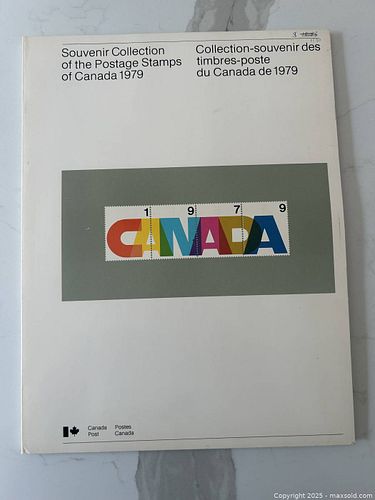 Souvenir Collection
of the Postage Stamps
of Canada 1979
Collection-souvenir des
timbres-poste
du Canada de 1979
1 9 7 9
CANADA
Canada
Post
Postes
Canada
Copyright 2025 - maxsold.com